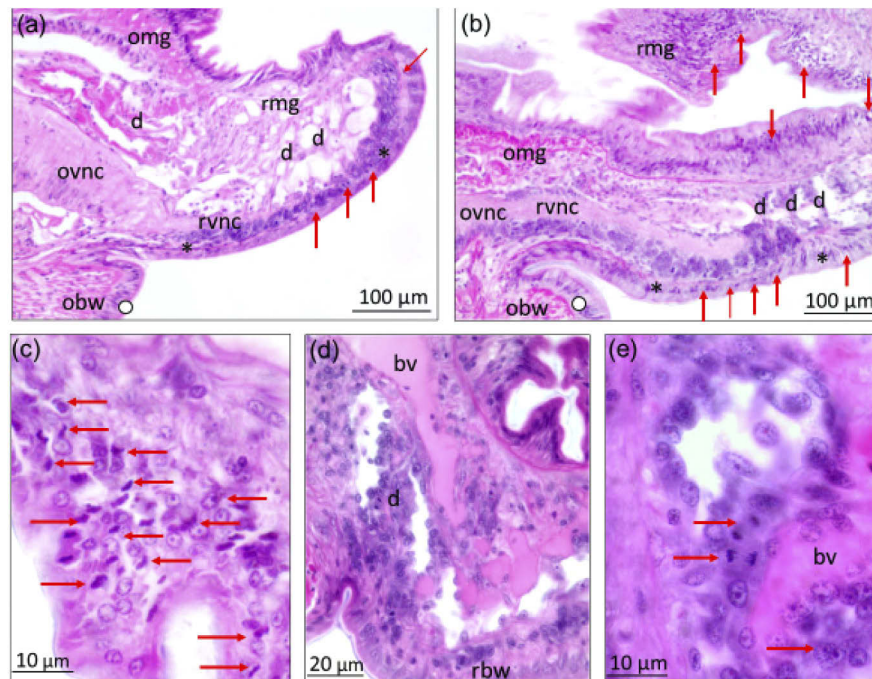 (a)
omg
rmg
d
d
d
ovnc
rvnc
*
*
obw
100 µm
(b)
rmg
omg
ovnc
rvnc
d
d
d
*
*
obw
100 µm
(c)
10 µm
(d)
bv
d
rbw
20 µm
(e)
bv
10 µm